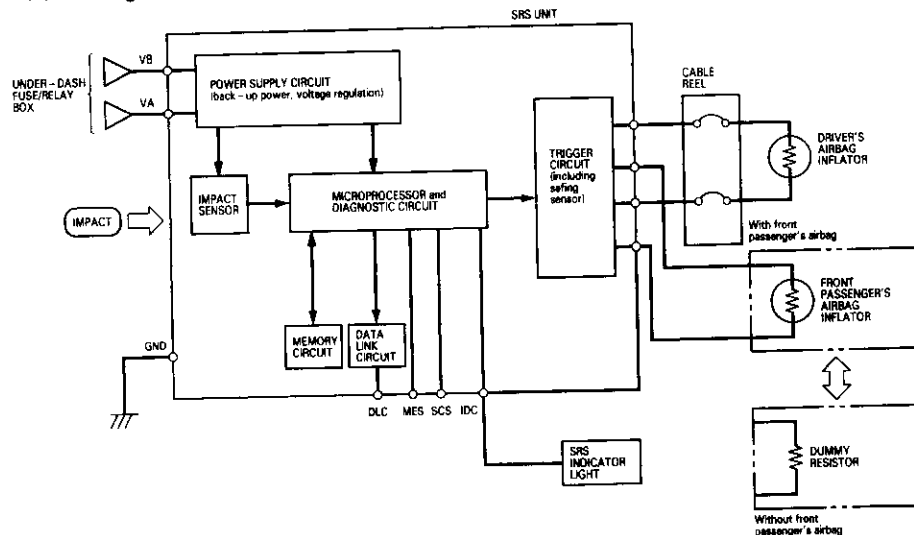 SRS UNIT
UNDER - DASH
FUSE/RELAY
BOX
VB
VA
POWER SUPPLY CIRCUIT
(back - up power, voltage regulation)
CABLE
REEL
IMPACT
IMPACT
SENSOR
MICROPROCESSOR and
DIAGNOSTIC CIRCUIT
TRIGGER
CIRCUIT
(including
safing
sensor)
DRIVER'S
AIRBAG
INFLATOR
With front
passenger's airbag
FRONT
PASSENGER'S
AIRBAG
INFLATOR
GND
MEMORY
CIRCUIT
DATA
LINK
CIRCUIT
DLC
MES
SCS
IDC
SRS
INDICATOR
LIGHT
DUMMY
RESISTOR
Without front
passenger's airbag